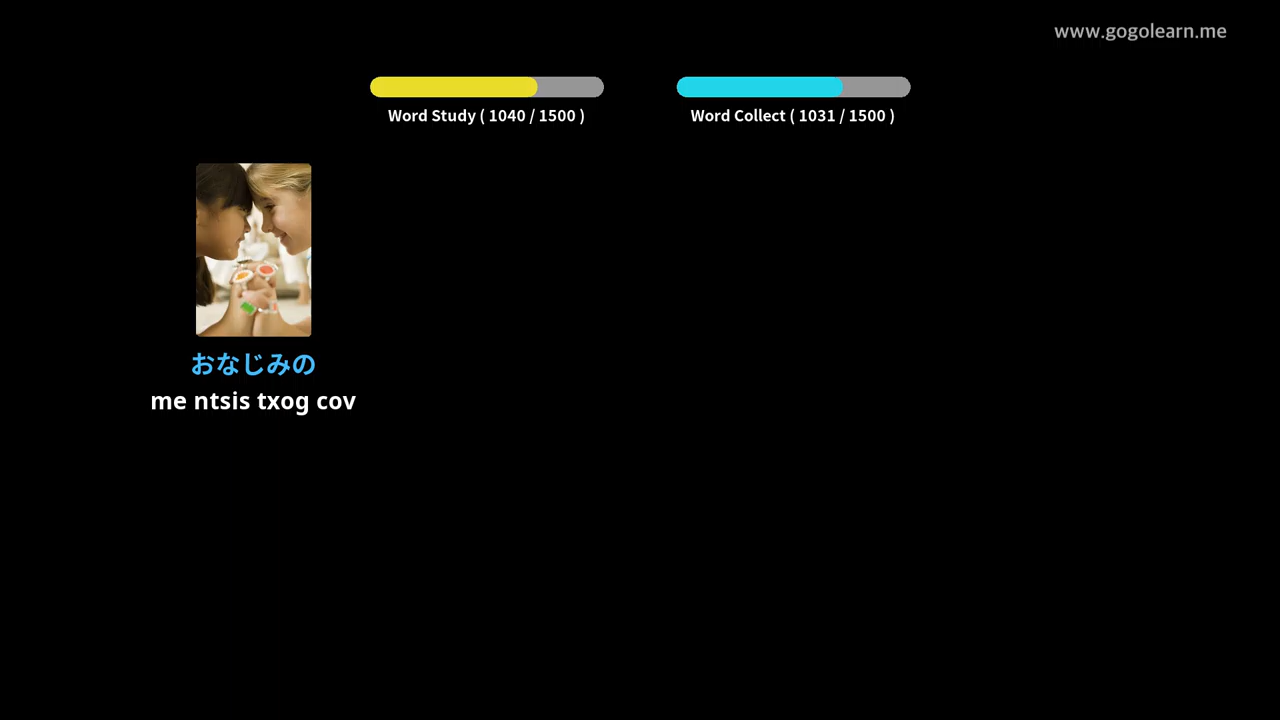 www.gogolearn.me
Word Study ( 1040 / 1500 )
Word Collect ( 1031 / 1500 )
おなじみの
me ntsis txog cov